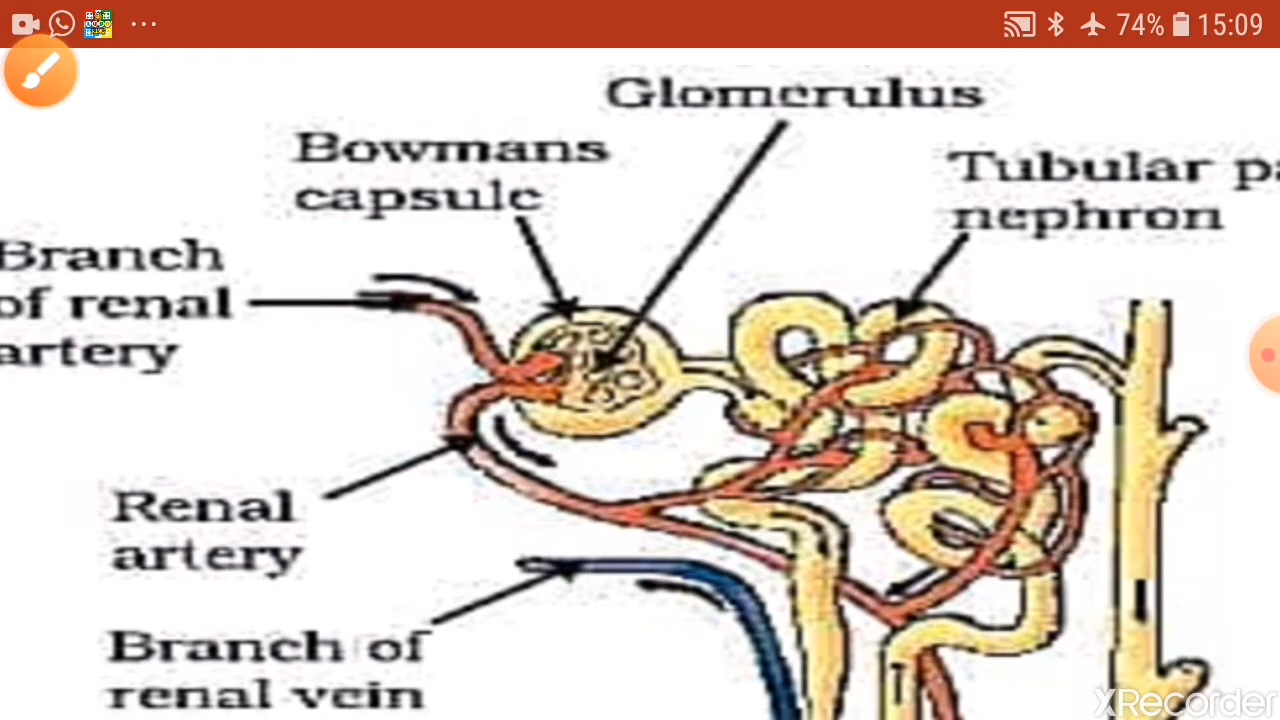 74% 15:09
Glomerulus
Bowmans
capsule
Tubular pa
nephron
Branch
of renal
artery
Renal
artery
Branch of
renal vein
XRecorder